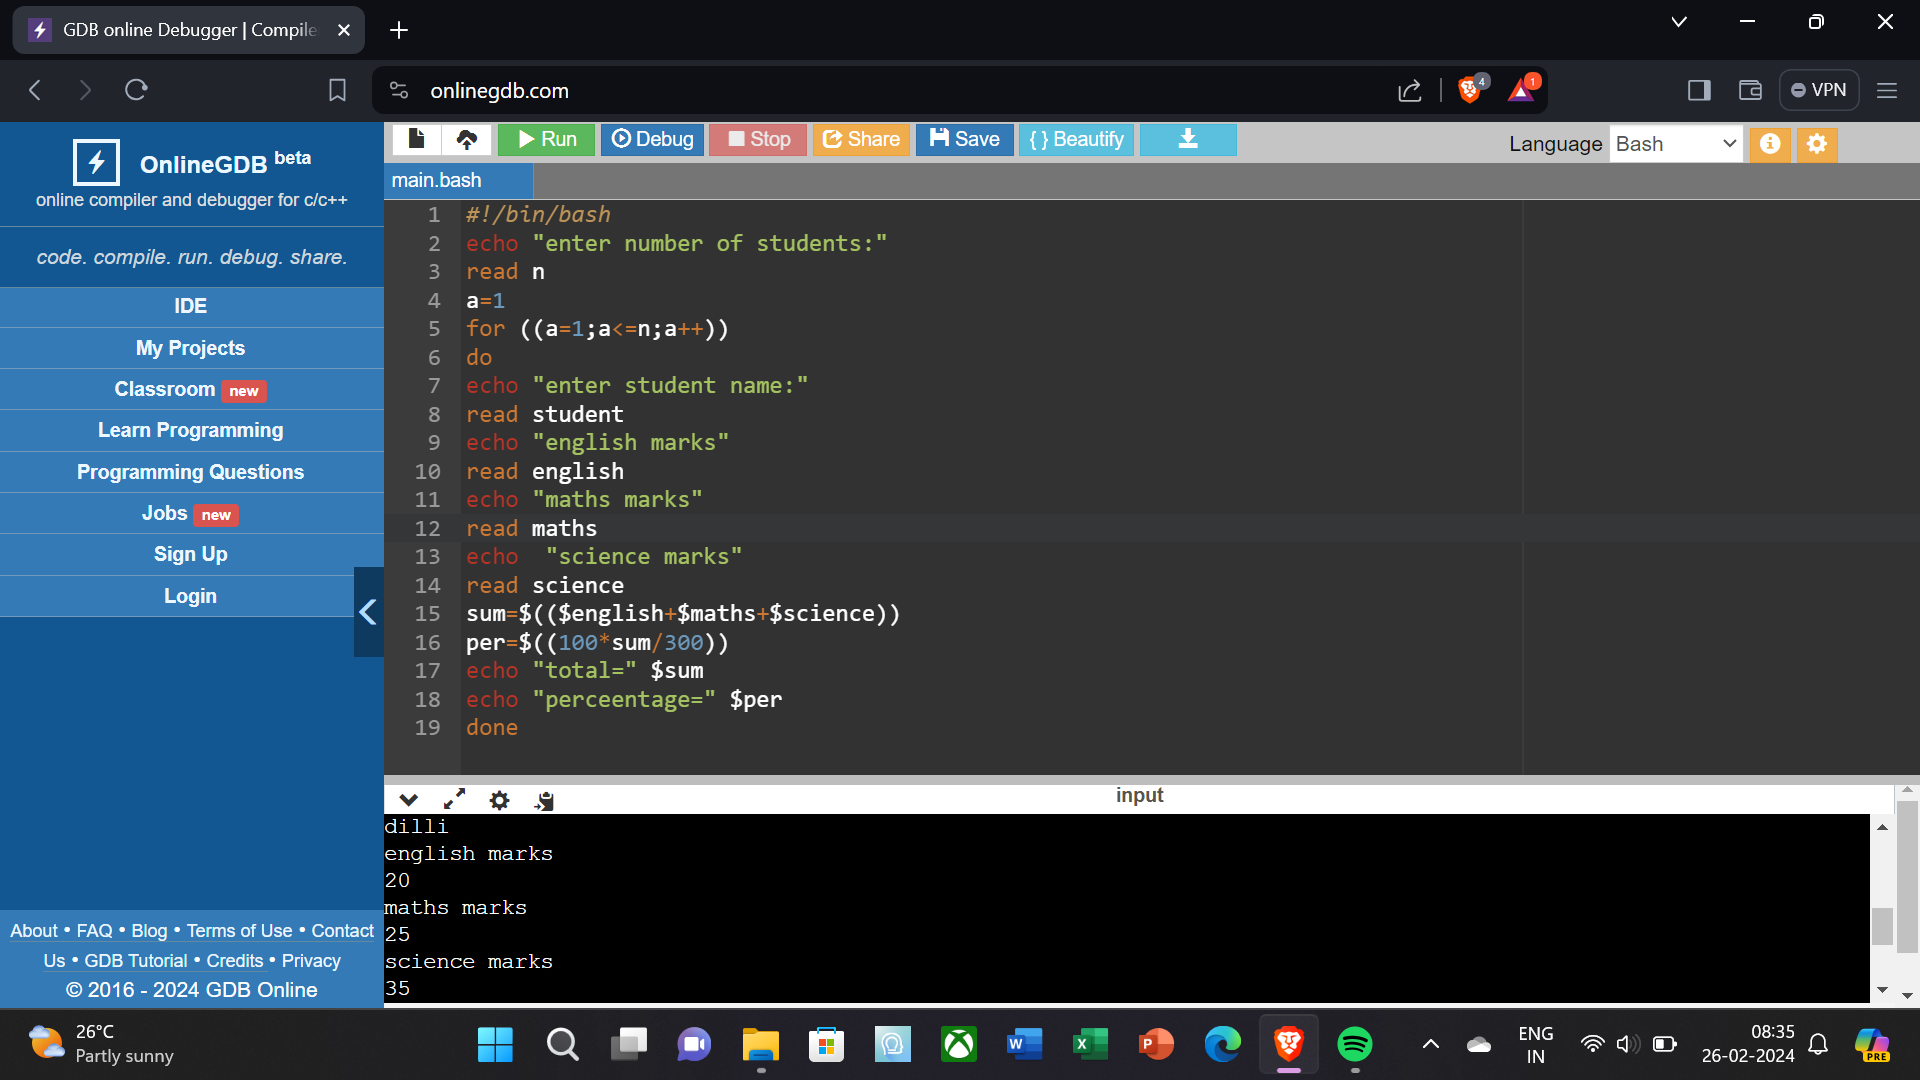 GDB online Debugger | Compile
onlinegdb.com
4
1
VPN
OnlineGDB beta
online compiler and debugger for c/c++
code. compile. run. debug. share.
IDE
My Projects
Classroom new
Learn Programming
Programming Questions
Jobs new
Sign Up
Login
About • FAQ • Blog • Terms of Use • Contact
Us • GDB Tutorial • Credits • Privacy
© 2016 - 2024 GDB Online
Run Debug Stop Share Save { } Beautify
Language Bash
main.bash
1 #!/bin/bash
2 echo "enter number of students:"
3 read n
4 a=1
5 for ((a=1;a<=n;a++))
6 do
7 echo "enter student name:"
8 read student
9 echo "english marks"
10 read english
11 echo "maths marks"
12 read maths
13 echo  "science marks"
14 read science
15 sum=$(($english+$maths+$science))
16 per=$((100*sum/300))
17 echo "total=" $sum
18 echo "perceentage=" $per
19 done
input
dilli
english marks
20
maths marks
25
science marks
35
26°C
Partly sunny
W
X
P
ENG
IN
08:35
26-02-2024
PRE